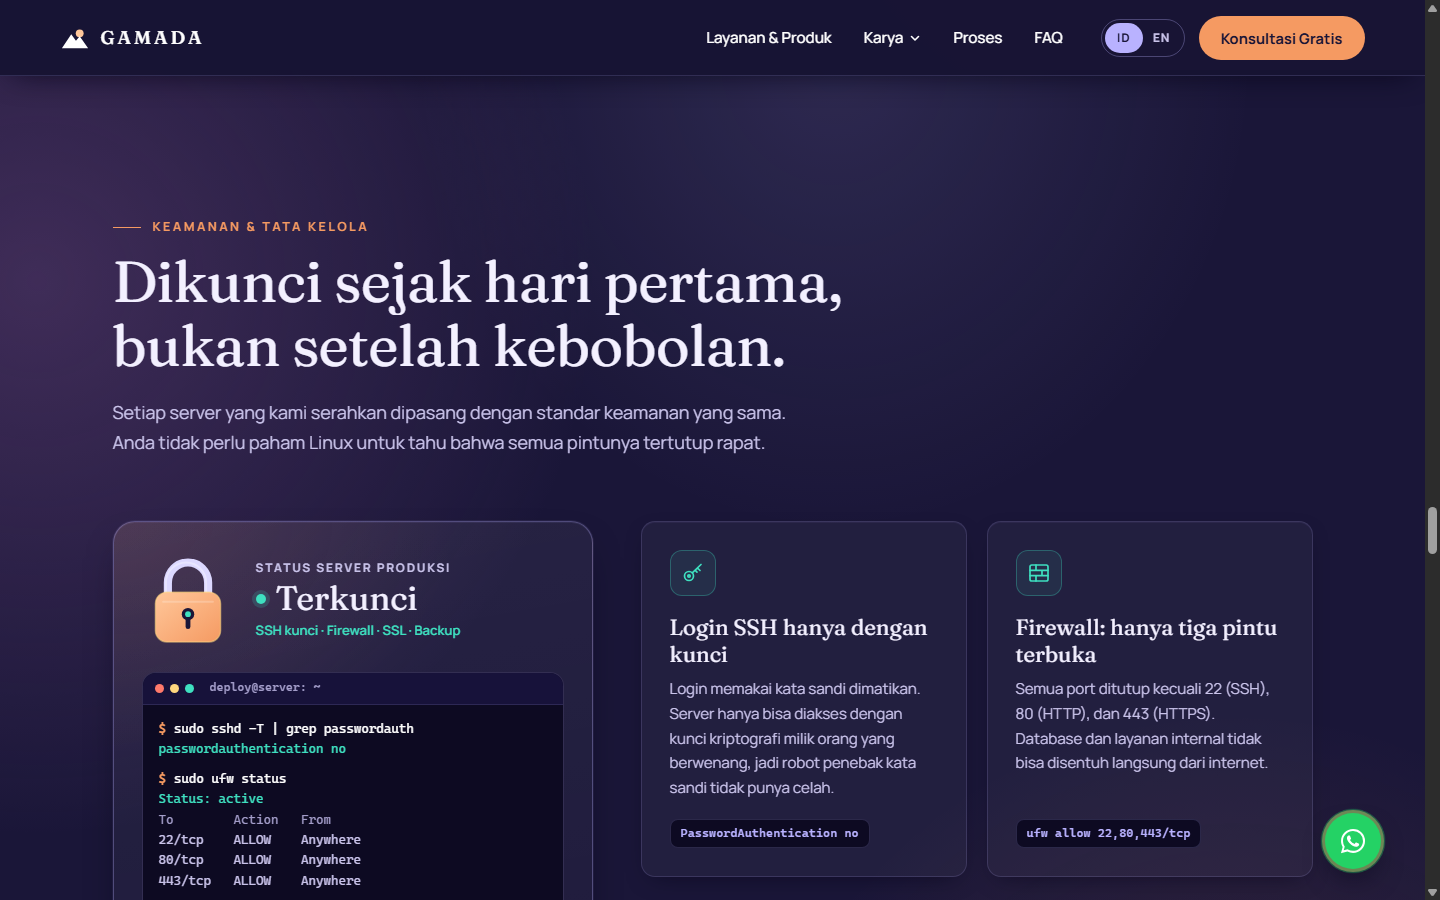 GAMADA
Layanan & Produk
Karya
Proses
FAQ
ID
EN
Konsultasi Gratis
KEAMANAN & TATA KELOLA
Dikunci sejak hari pertama,
bukan setelah kebobolan.
Setiap server yang kami serahkan dipasang dengan standar keamanan yang sama.
Anda tidak perlu paham Linux untuk tahu bahwa semua pintunya tertutup rapat.
STATUS SERVER PRODUKSI
Terkunci
SSH kunci · Firewall · SSL · Backup
deploy@server: ~
$ sudo sshd -T | grep passwordauth
passwordauthentication no
$ sudo ufw status
Status: active
To Action From
22/tcp ALLOW Anywhere
80/tcp ALLOW Anywhere
443/tcp ALLOW Anywhere
Login SSH hanya dengan
kunci
Login memakai kata sandi dimatikan.
Server hanya bisa diakses dengan
kunci kriptografi milik orang yang
berwenang, jadi robot penebak kata
sandi tidak punya celah.
PasswordAuthentication no
Firewall: hanya tiga pintu
terbuka
Semua port ditutup kecuali 22 (SSH),
80 (HTTP), dan 443 (HTTPS).
Database dan layanan internal tidak
bisa disentuh langsung dari internet.
ufw allow 22,80,443/tcp